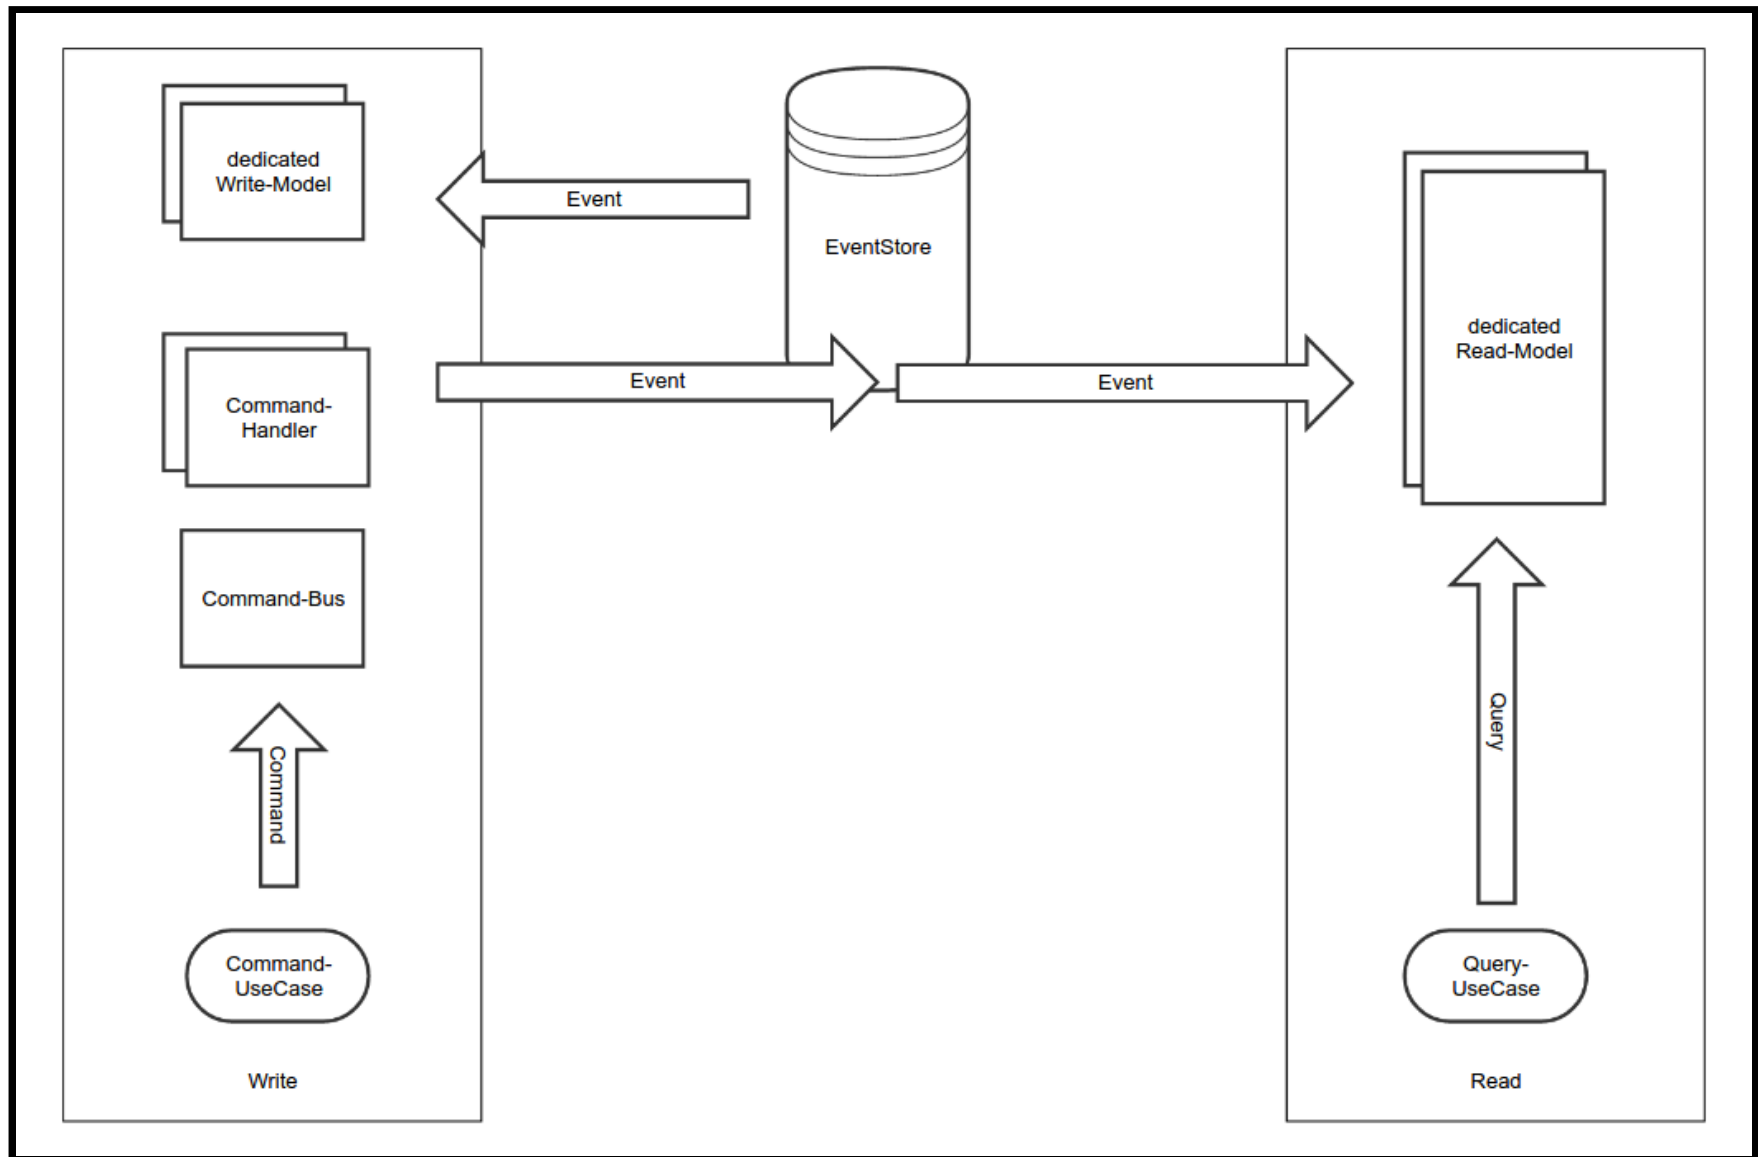 dedicated
Write-Model
Event
EventStore
dedicated
Read-Model
Command-
Handler
Event
Event
Command-Bus
Command
Query
Command-
UseCase
Query-
UseCase
Write
Read